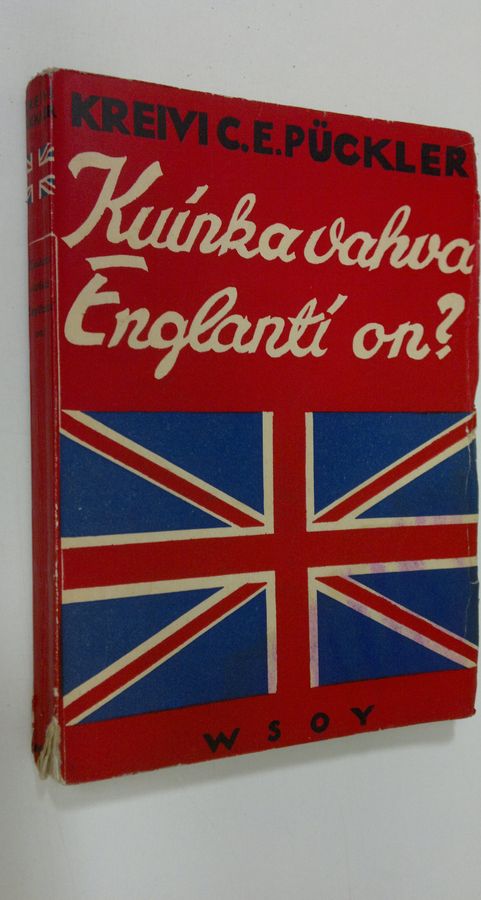 KREIVI C.E. PÜCKLER
Kuinka vahva
Englanti on?
WSOY